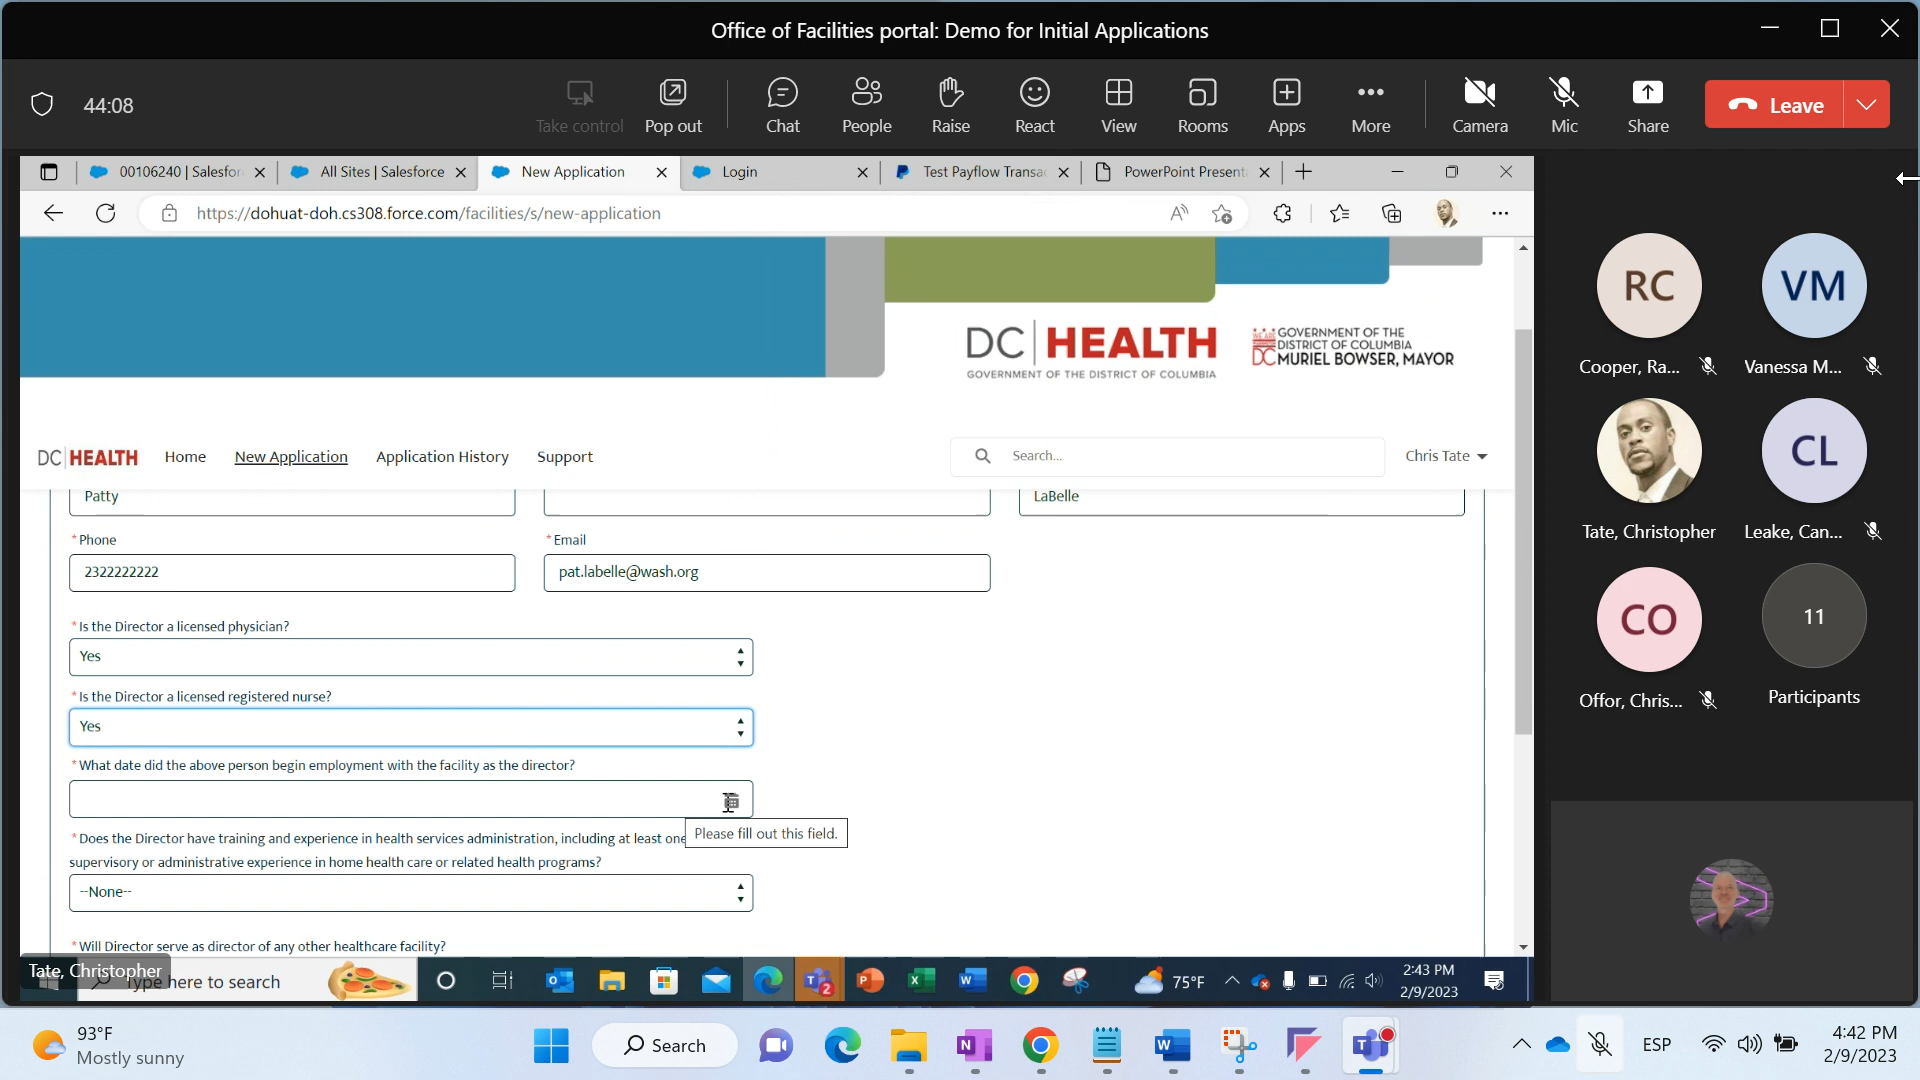 Office of Facilities portal: Demo for Initial Applications
44:08
Take control
Pop out
Chat
People
Raise
React
View
Rooms
Apps
More
Camera
Mic
Share
Leave
00106240 | Salesfor
All Sites | Salesforce
New Application
Login
Test Payflow Transac
PowerPoint Present
https://dohuat-doh.cs308.force.com/facilities/s/new-application
DC HEALTH
GOVERNMENT OF THE DISTRICT OF COLUMBIA
WE ARE DC
GOVERNMENT OF THE
DISTRICT OF COLUMBIA
MURIEL BOWSER, MAYOR
DC HEALTH
Home
New Application
Application History
Support
Search...
Chris Tate
Patty
LaBelle
*Phone
*Email
2322222222
pat.labelle@wash.org
*Is the Director a licensed physician?
Yes
*Is the Director a licensed registered nurse?
Yes
*What date did the above person begin employment with the facility as the director?
Please fill out this field.
*Does the Director have training and experience in health services administration, including at least one
supervisory or administrative experience in home health care or related health programs?
--None--
*Will Director serve as director of any other healthcare facility?
Tate, Christopher
Type here to search
2
75°F
2:43 PM
2/9/2023
RC
Cooper, Ra...
VM
Vanessa M...
Tate, Christopher
CL
Leake, Can...
CO
Offor, Chris...
11
Participants
93°F
Mostly sunny
Search
ESP
4:42 PM
2/9/2023